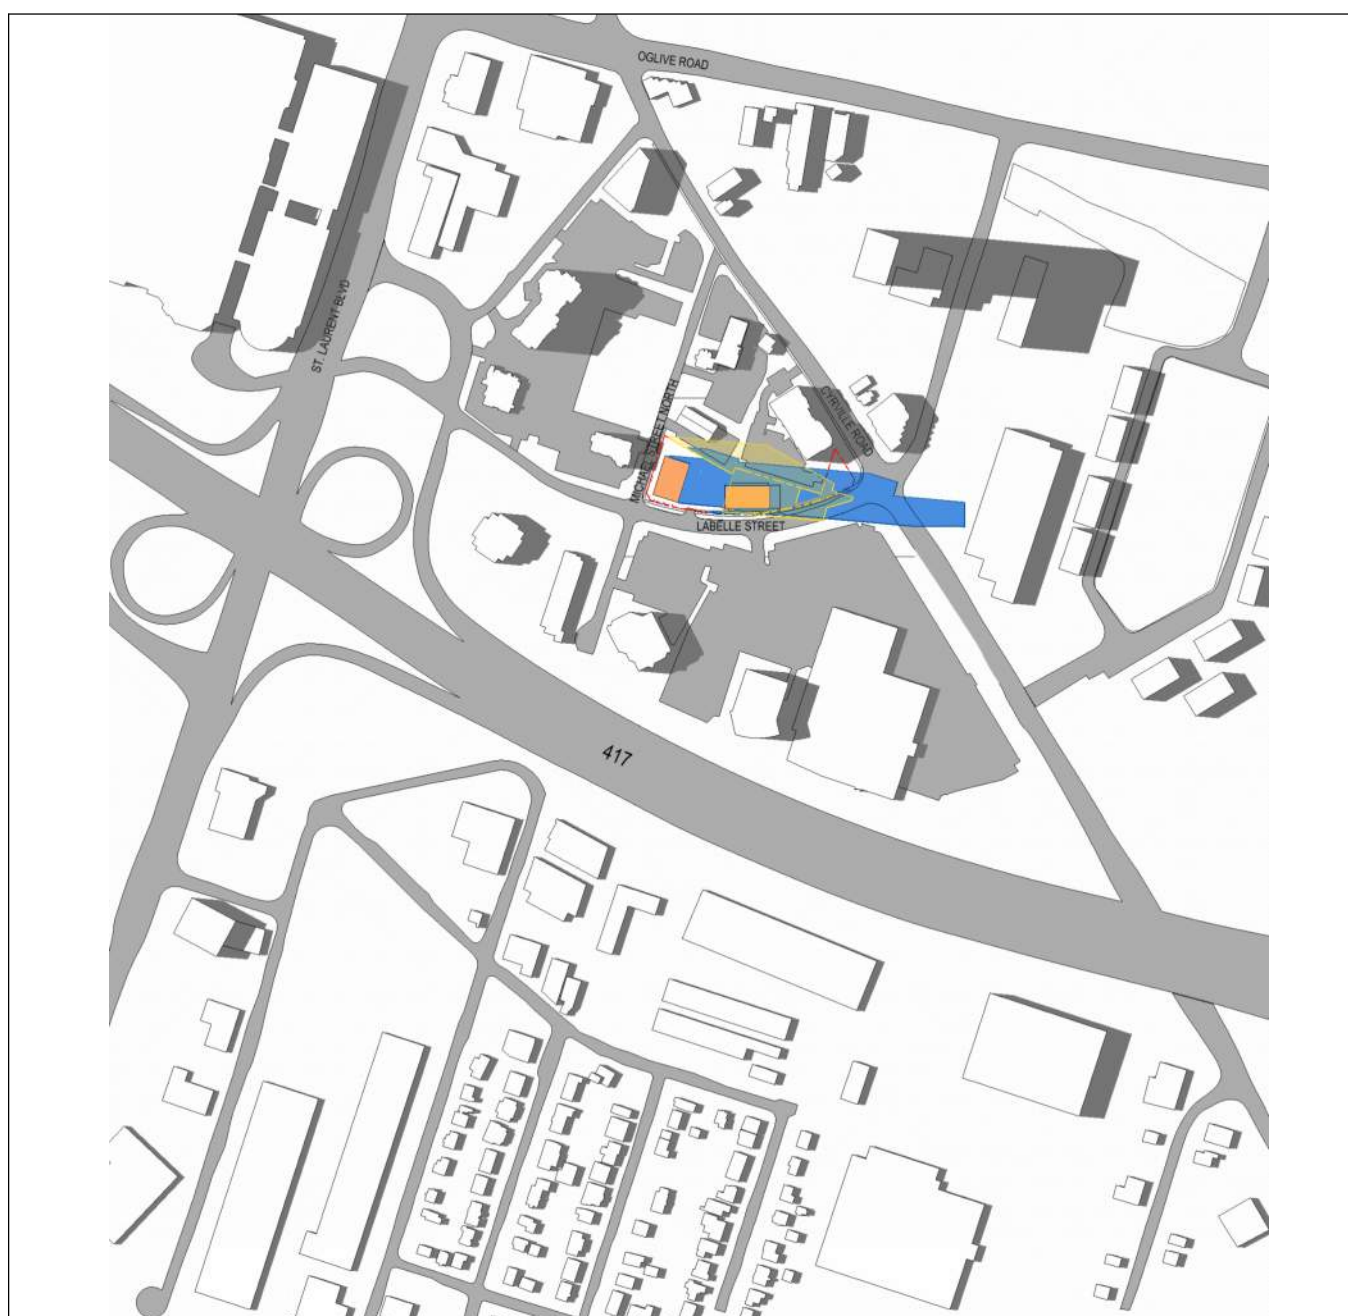 OGLIVE ROAD
ST. LAURENT BLVD
MICHAEL STREET NORTH
CYRVILLE ROAD
LABELLE STREET
417